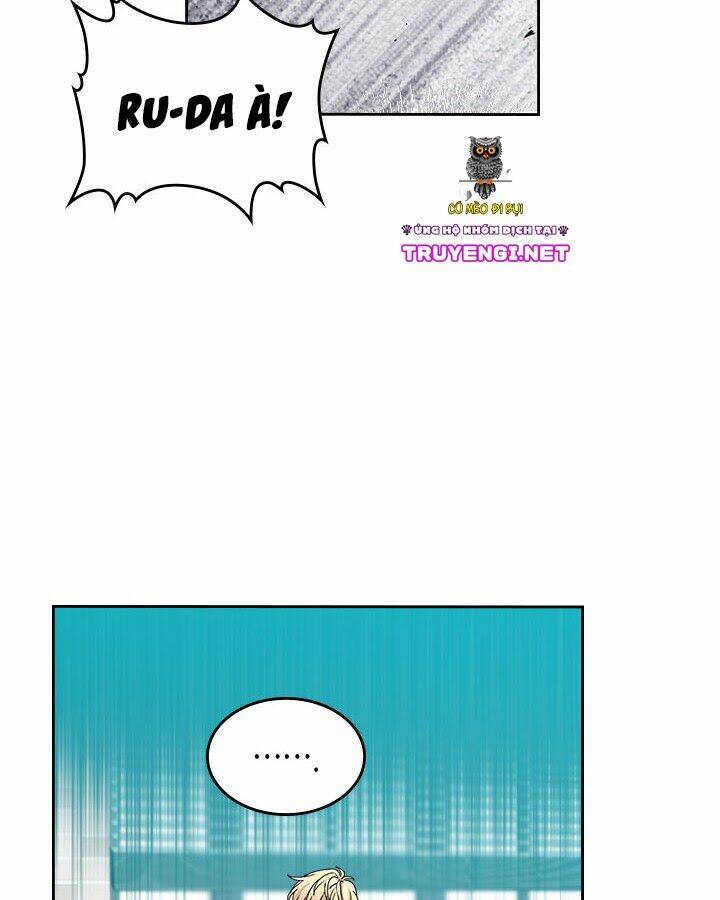 RU-DA À!
CÚ MÈO ĐI BỤI
ỦNG HỘ NHÓM DỊCH TẠI
TRUYENGI.NET
.......